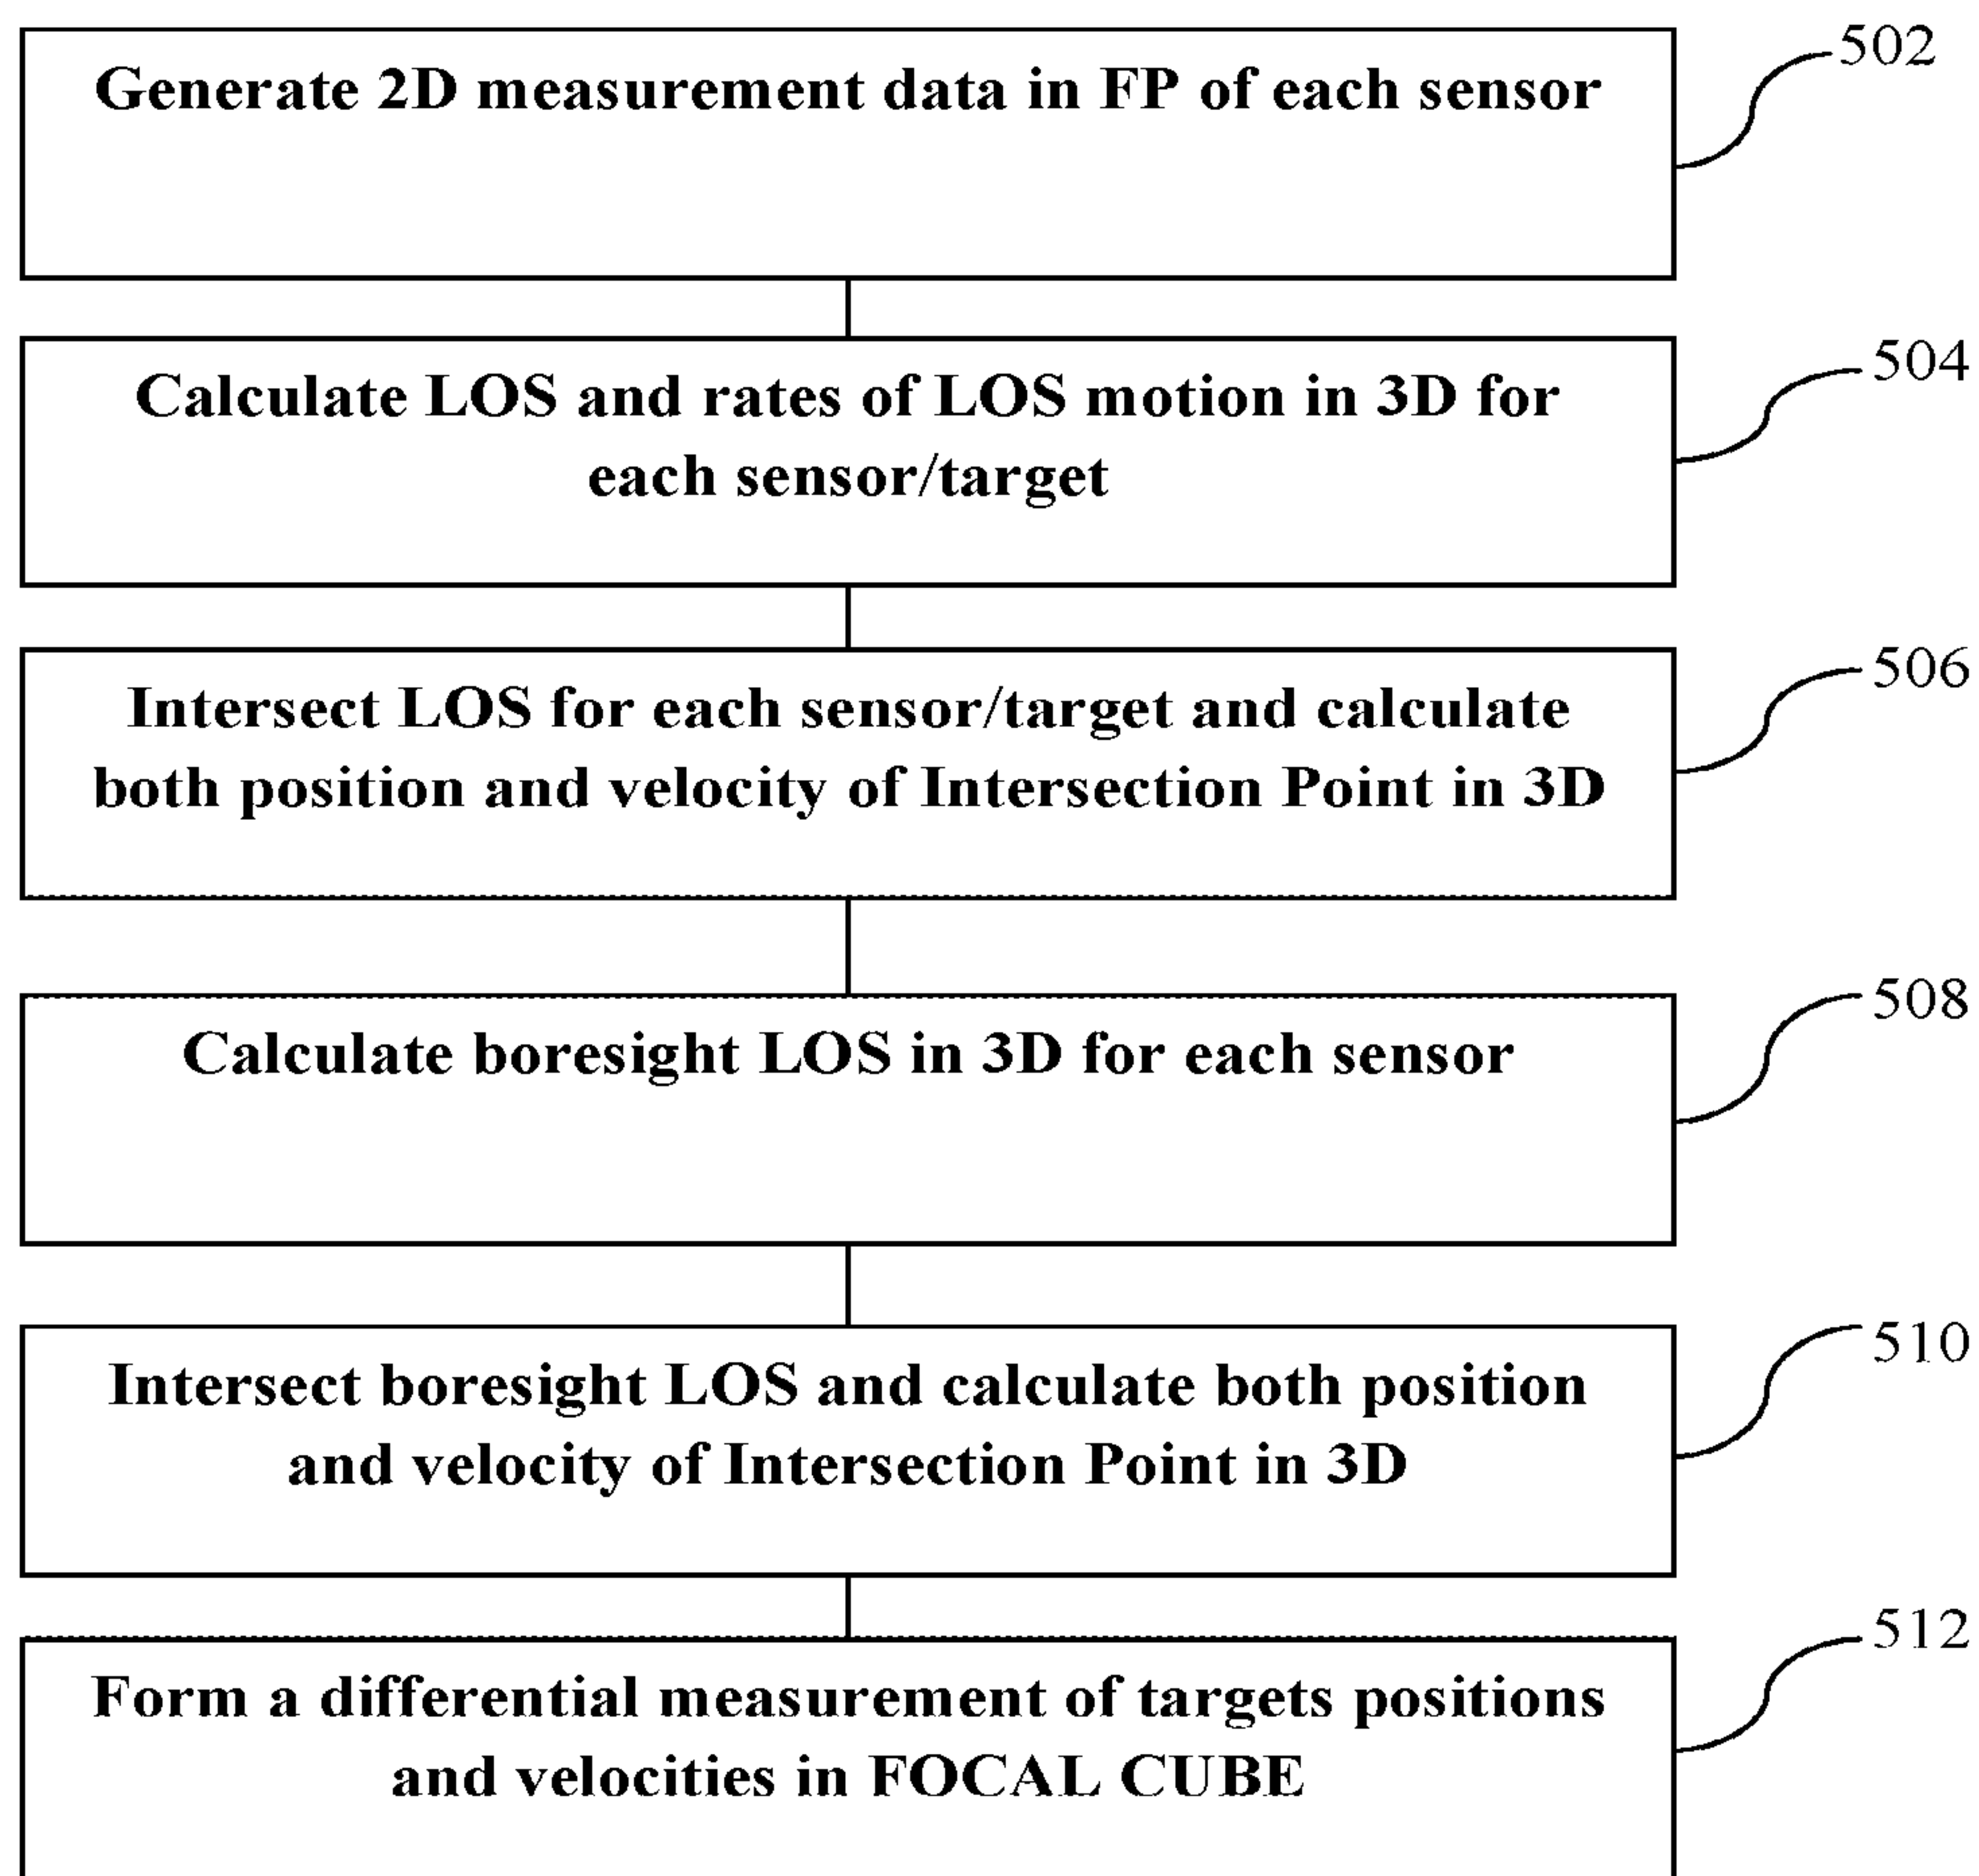 Generate 2D measurement data in FP of each sensor
502
Calculate LOS and rates of LOS motion in 3D for
each sensor/target
504
Intersect LOS for each sensor/target and calculate
both position and velocity of Intersection Point in 3D
506
Calculate boresight LOS in 3D for each sensor
508
Intersect boresight LOS and calculate both position
and velocity of Intersection Point in 3D
510
Form a differential measurement of targets positions
and velocities in FOCAL CUBE
512